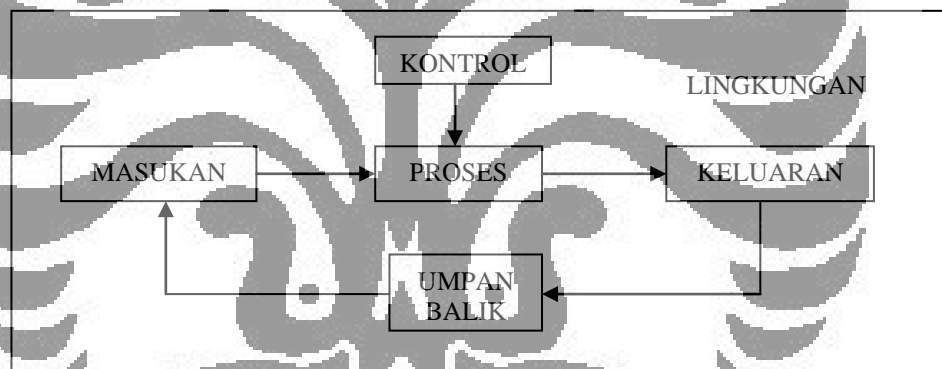 KONTROL
LINGKUNGAN
MASUKAN
PROSES
KELUARAN
UMPAN
BALIK